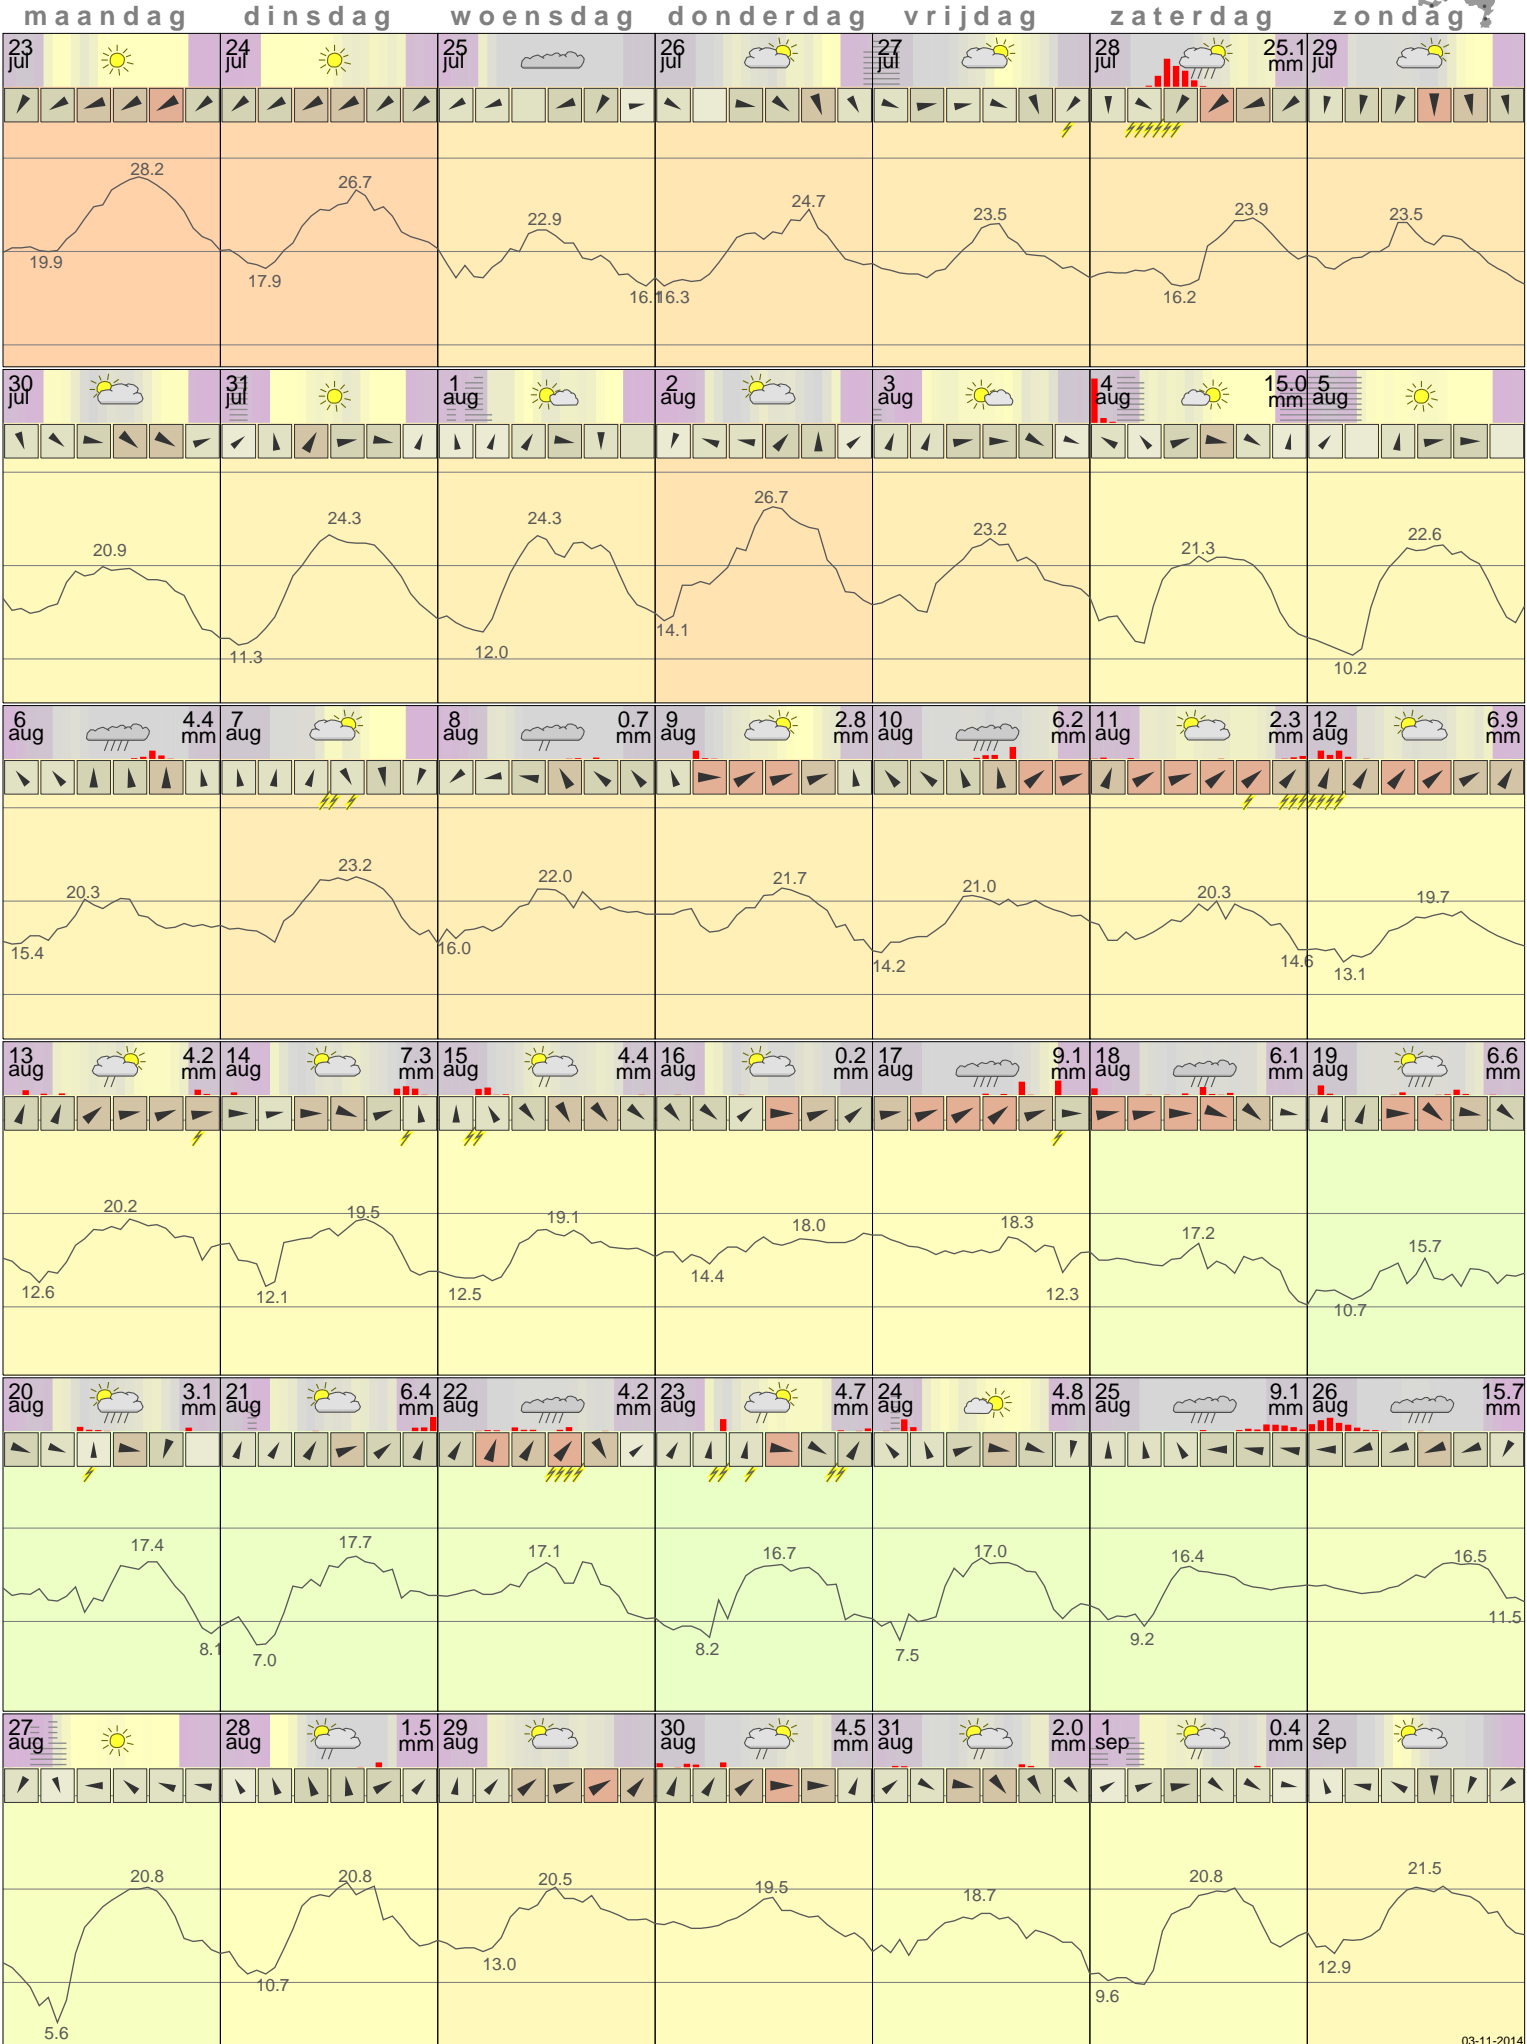 maandag dinsdag woensdag donderdag vrijdag zaterdag zondag
23 24 25 26 27 28 25.1 29
jul jul jul jul jul jul mm jul
28.2 26.7 22.9 24.7 23.5 23.9 23.5
19.9 17.9 16.1 16.3 16.2
30 31 1 2 3 4 15.0 5
jul jul aug aug aug aug mm aug
20.9 24.3 24.3 26.7 23.2 21.3 22.6
11.3 12.0 14.1 10.2
6 4.4 7 8 0.7 9 2.8 10 6.2 11 2.3 12 6.9
aug mm aug aug mm aug mm aug mm aug mm aug mm
20.3 23.2 22.0 21.7 21.0 20.3 19.7
15.4 16.0 14.2 14.6 13.1
13 4.2 14 7.3 15 4.4 16 0.2 17 9.1 18 6.1 19 6.6
aug mm aug mm aug mm aug mm aug mm aug mm aug mm
20.2 19.5 19.1 18.0 18.3 17.2 15.7
12.6 12.1 12.5 14.4 12.3 10.7
20 3.1 21 6.4 22 4.2 23 4.7 24 4.8 25 9.1 26 15.7
aug mm aug mm aug mm aug mm aug mm aug mm aug mm
17.4 17.7 17.1 16.7 17.0 16.4 16.5
8.1 7.0 8.2 7.5 9.2 11.5
27 28 1.5 29 30 4.5 31 2.0 1 0.4 2
aug aug mm aug aug mm aug mm sep mm sep
20.8 20.8 20.5 19.5 18.7 20.8 21.5
5.6 10.7 13.0 9.6 12.9
03-11-2014